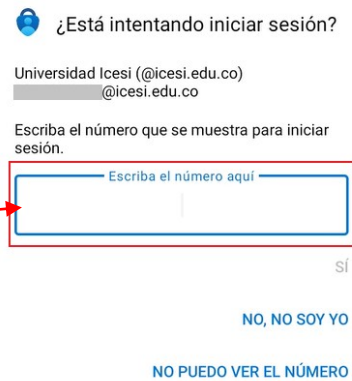 ¿Está intentando iniciar sesión?
Universidad Icesi (@icesi.edu.co)
@icesi.edu.co
Escriba el número que se muestra para iniciar
sesión.
Escriba el número aquí
SÍ
NO, NO SOY YO
NO PUEDO VER EL NÚMERO